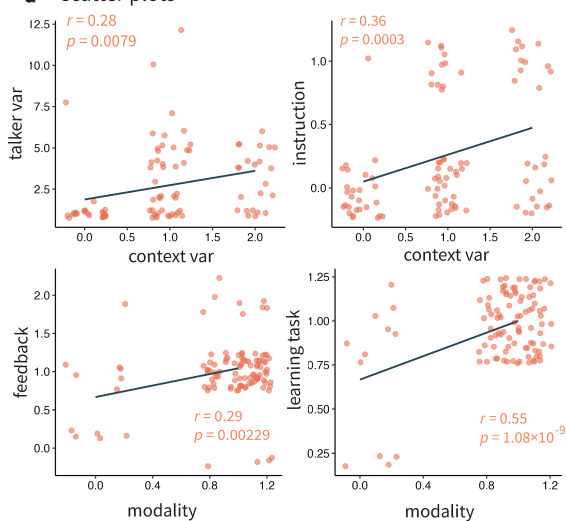 r = 0.28
p = 0.0079
12.5
10.0
7.5
5.0
2.5
talker var
0.0 0.5 1.0 1.5 2.0
context var
r = 0.36
p = 0.0003
1.0
0.5
0.0
instruction
0.0 0.5 1.0 1.5 2.0
context var
2.0
1.5
1.0
0.5
0.0
feedback
r = 0.29
p = 0.00229
0.0 0.4 0.8 1.2
modality
1.25
1.00
0.75
0.50
0.25
learning task
r = 0.55
p = 1.08×10⁻⁹
0.0 0.4 0.8 1.2
modality